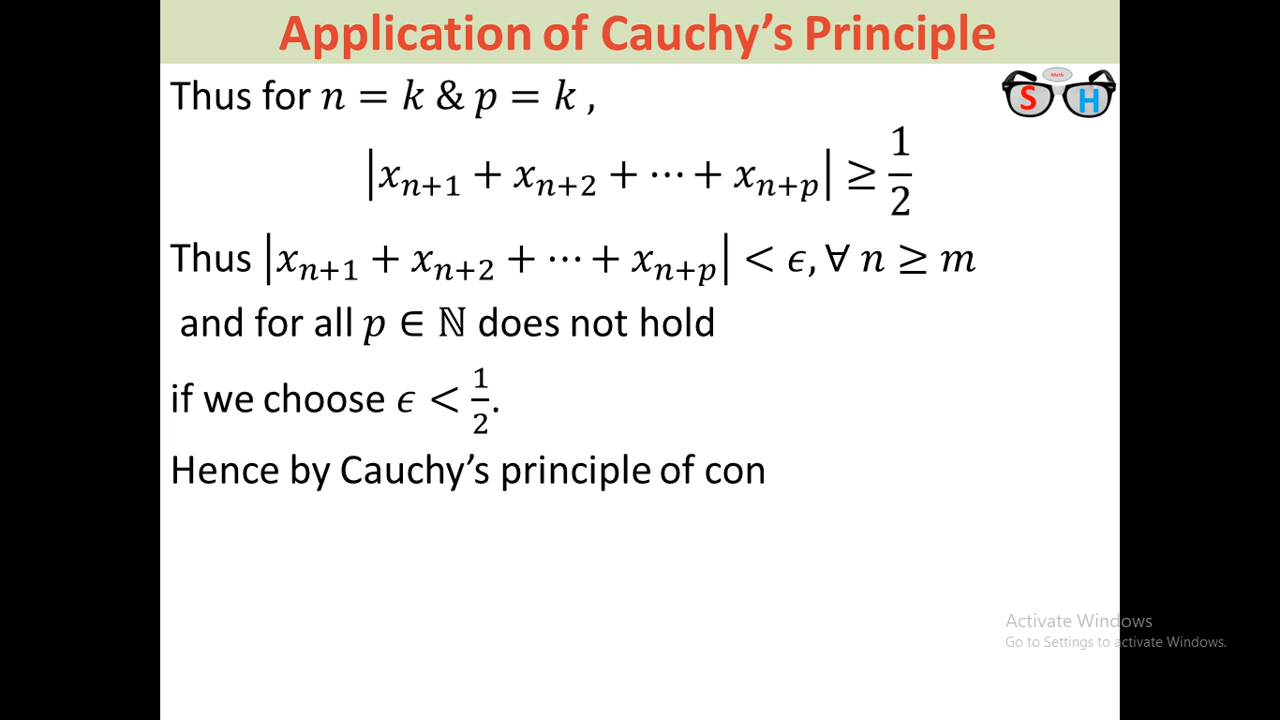 Application of Cauchy's Principle
Math
S H
Thus for n = k & p = k ,
|x_{n+1} + x_{n+2} + ⋯ + x_{n+p}| ≥ 1/2
Thus |x_{n+1} + x_{n+2} + ⋯ + x_{n+p}| < ϵ, ∀ n ≥ m
and for all p ∈ ℕ does not hold
if we choose ϵ < 1/2.
Hence by Cauchy's principle of con
Activate Windows
Go to Settings to activate Windows.